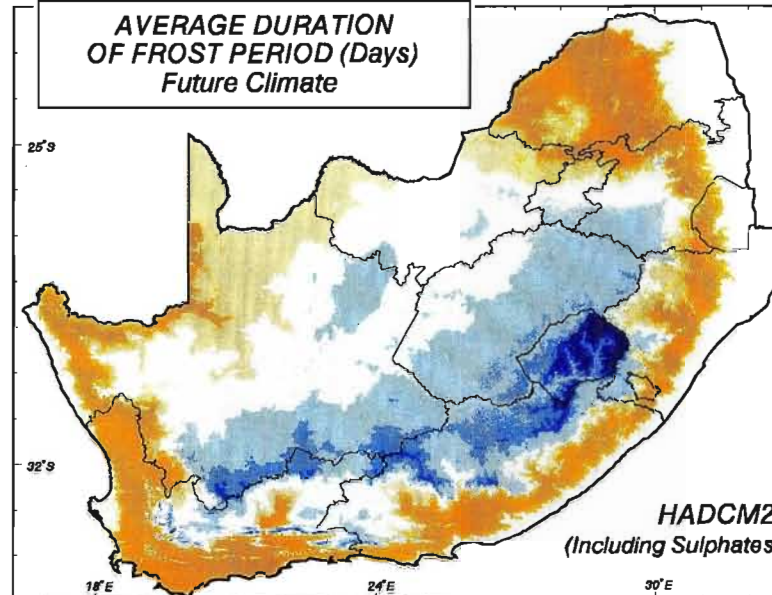 AVERAGE DURATION
OF FROST PERIOD (Days)
Future Climate
25°S
32°S
HADCM2
(Including Sulphates
18°E
24°E
30°E